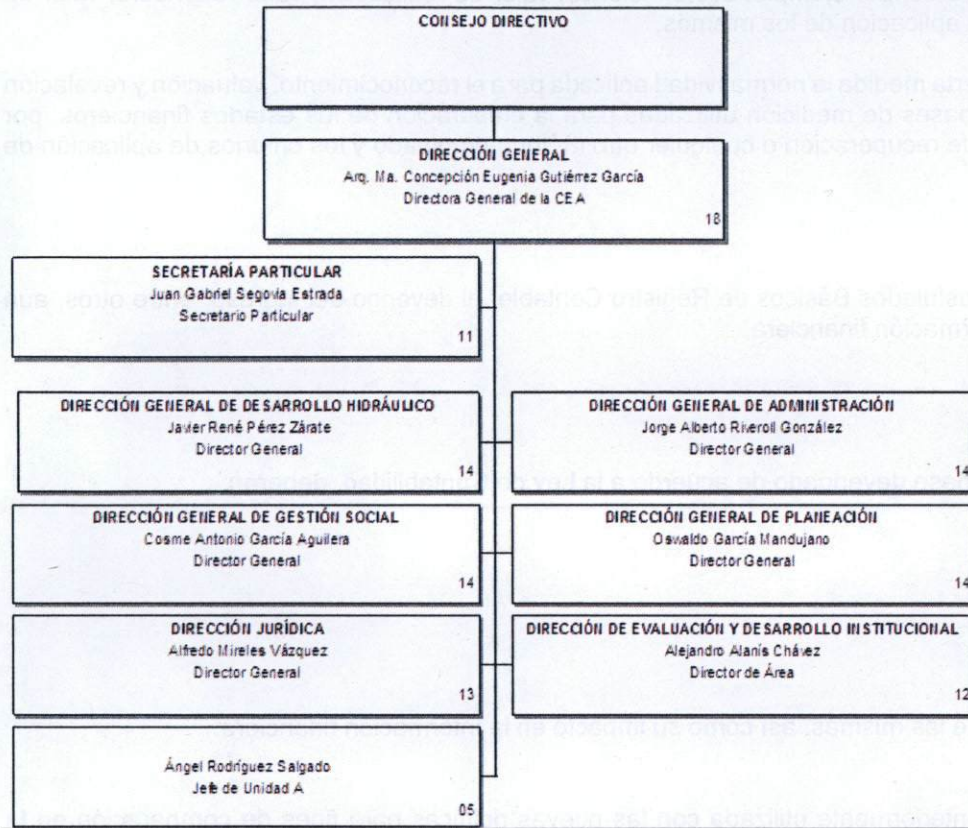 CONSEJO DIRECTIVO
DIRECCIÓN GENERAL
Arq. Ma. Concepción Eugenia Gutiérrez García
Directora General de la CEA
18
SECRETARÍA PARTICULAR
Juan Gabriel Segovia Estrada
Secretario Particular
11
DIRECCIÓN GENERAL DE DESARROLLO HIDRÁULICO
Javier René Pérez Zárate
Director General
14
DIRECCIÓN GENERAL DE ADMINISTRACIÓN
Jorge Alberto Riveroll González
Director General
14
DIRECCIÓN GENERAL DE GESTIÓN SOCIAL
Cosme Antonio García Aguilera
Director General
14
DIRECCIÓN GENERAL DE PLANEACIÓN
Oswaldo García Mandujano
Director General
14
DIRECCIÓN JURÍDICA
Alfredo Mireles Vázquez
Director General
13
DIRECCIÓN DE EVALUACIÓN Y DESARROLLO INSTITUCIONAL
Alejandro Alanís Chávez
Director de Área
12
Ángel Rodríguez Salgado
Jefe de Unidad A
05